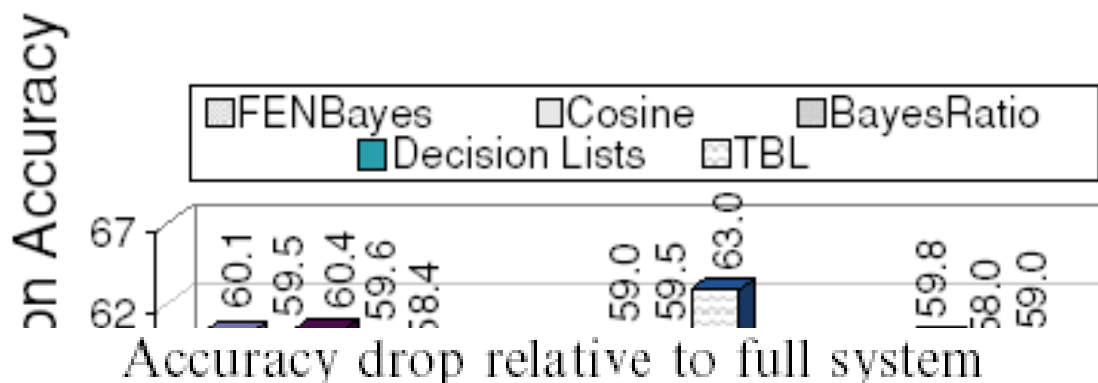 on Accuracy
FENBayes Cosine BayesRatio
Decision Lists TBL
67
62
60.1 59.5 60.4 59.6 58.4 59.0 59.5 63.0 59.8 58.0 59.0
Accuracy drop relative to full system